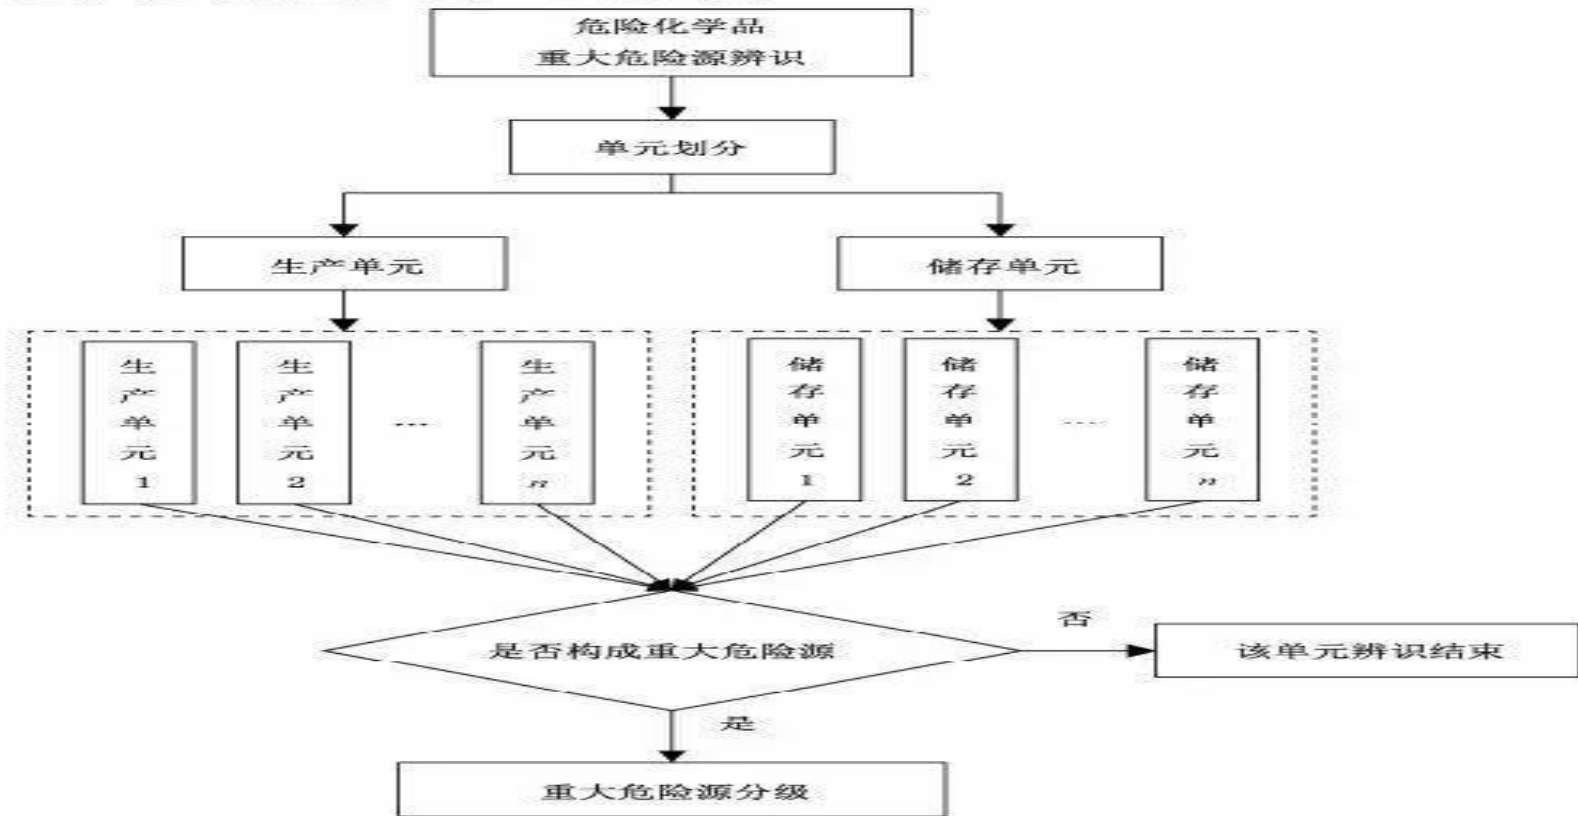 危险化学品
重大危险源辨识
单元划分
生产单元
储存单元
生产单元1
生产单元2
...
生产单元n
储存单元1
储存单元2
....
储存单元n
是否构成重大危险源
否
该单元辨识结束
是
重大危险源分级